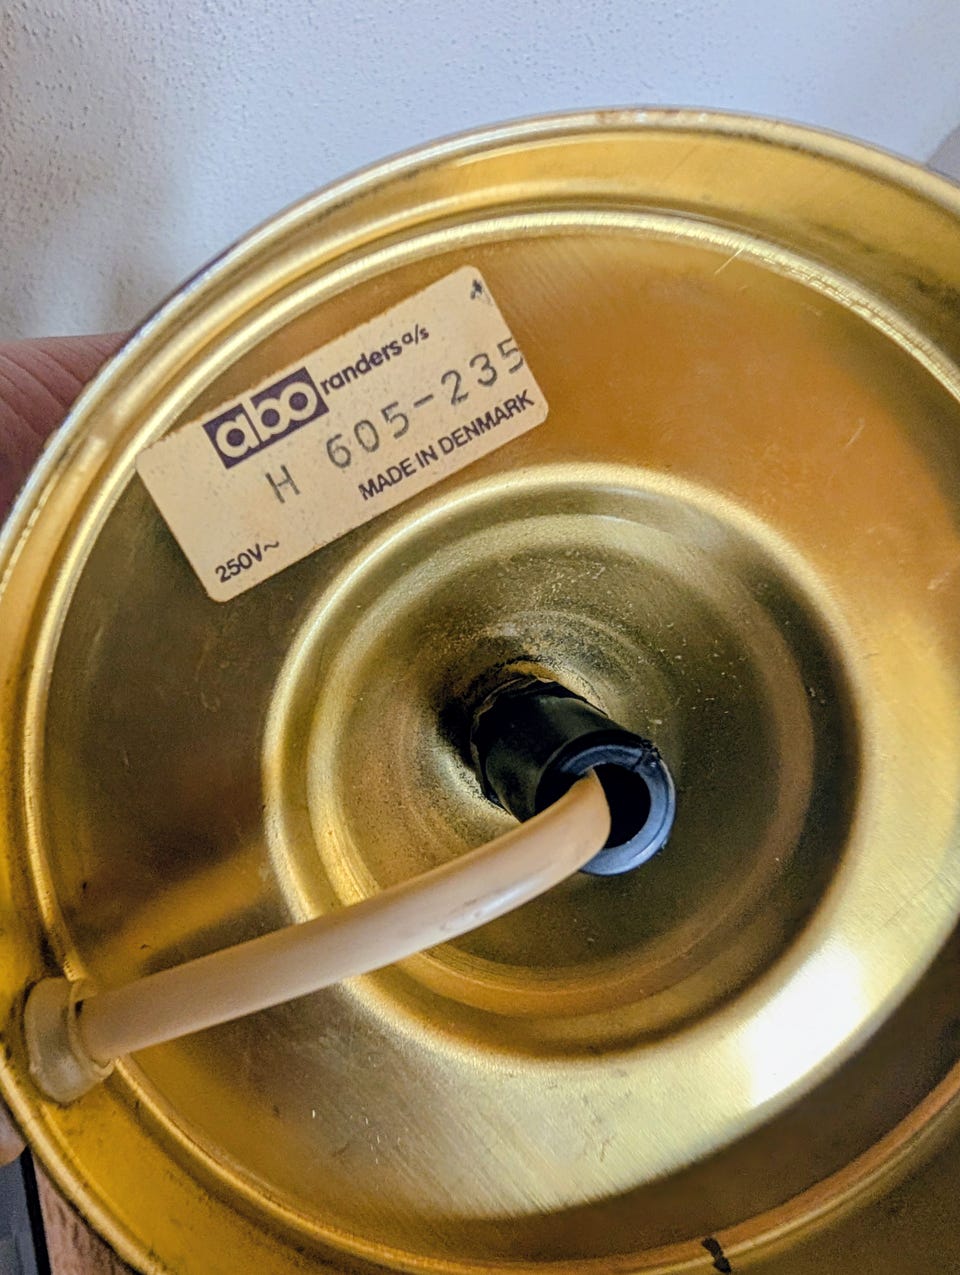 abo randers a/s
H 605-235
MADE IN DENMARK
250V~